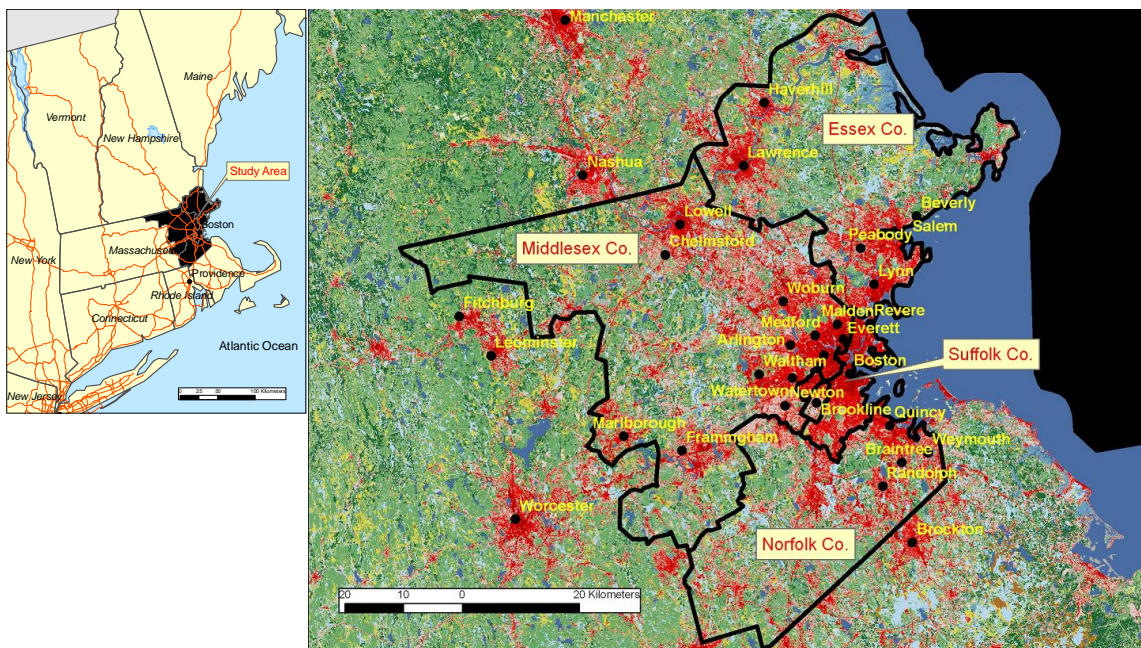 Maine
Vermont
New Hampshire
Study Area
Boston
Massachuse
New York
Providence
Rhode Island
Connecticut
Atlantic Ocean
New Jersey
0 25 50 100 Kilometers
Manchester
Haverhill
Essex Co.
Lawrence
Nashua
Beverly
Lowell
Salem
Chelmsford
Peabody
Middlesex Co.
Lynn
Woburn
Fitchburg
Malden
Revere
Medford
Everett
Arlington
Leominster
Waltham
Boston
Suffolk Co.
Watertown
Newton
Brookline
Quincy
Marlborough
Framingham
Weymouth
Braintree
Randolph
Worcester
Brockton
Norfolk Co.
20 10 0 20 Kilometers